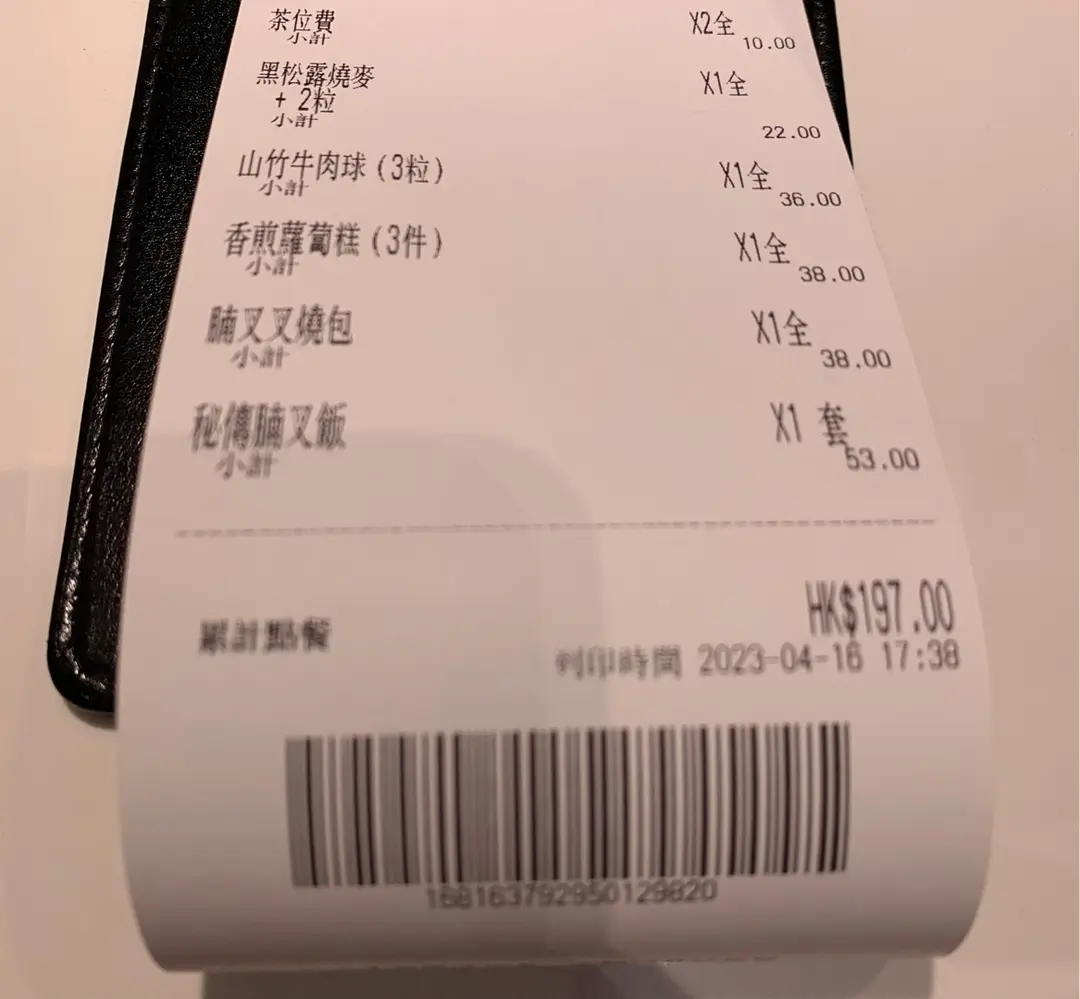 茶位費 X2全
小計 10.00
黑松露燒麥 X1全
+ 2粒
小計 22.00
山竹牛肉球(3粒) X1全
小計 36.00
香煎蘿蔔糕(3件) X1全
小計 38.00
腩叉叉燒包 X1全
小計 38.00
秘傳腩叉飯 X1 套
小計 53.00
累計點餐 HK$197.00
列印時間 2023-04-16 17:38
168163792950129820